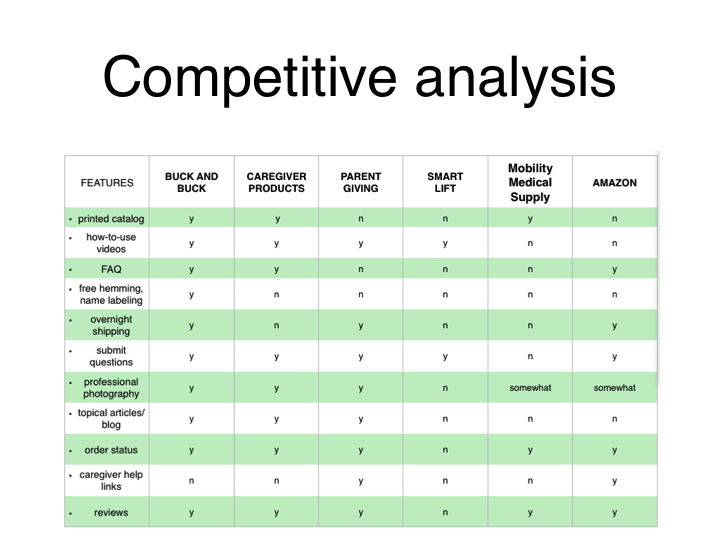 Competitive analysis
FEATURES BUCK AND BUCK CAREGIVER PRODUCTS PARENT GIVING SMART LIFT Mobility Medical Supply AMAZON
• printed catalog y y n n y n
• how-to-use videos y y y y n n
• FAQ y y n n n y
• free hemming, name labeling y n n n n n
• overnight shipping y n y n n y
• submit questions y y y y n y
• professional photography y y y n somewhat somewhat
• topical articles/ blog y y y n n n
• order status y y y n y y
• caregiver help links n n y n n y
• reviews y y y n y y